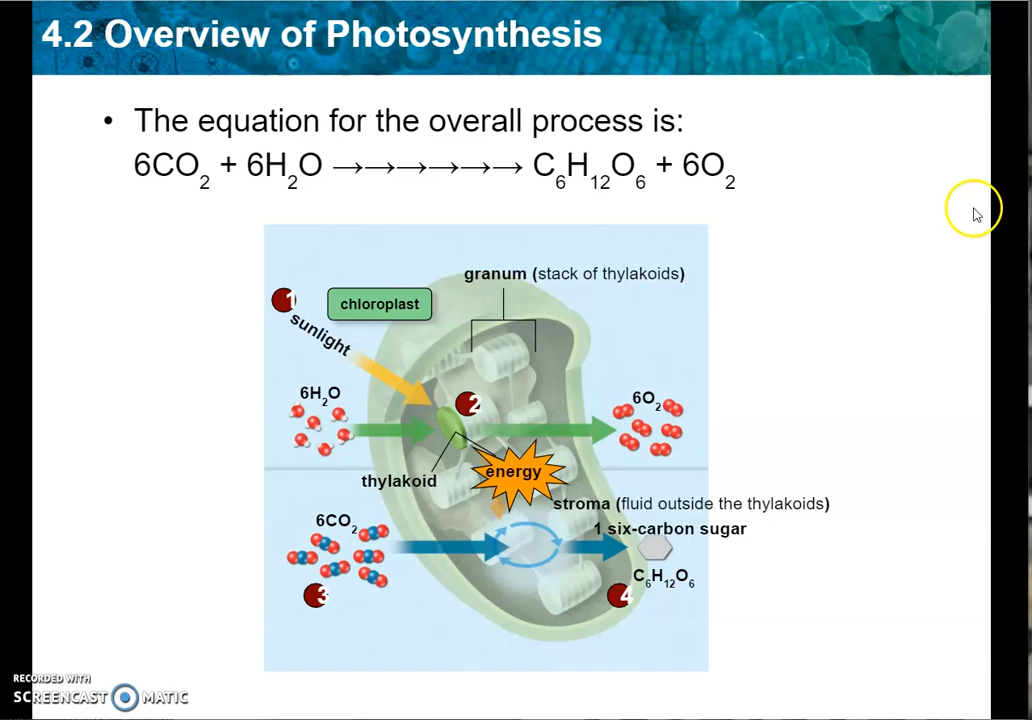 4.2 Overview of Photosynthesis
• The equation for the overall process is:
6CO₂ + 6H₂O →→→→→→ C₆H₁₂O₆ + 6O₂
granum (stack of thylakoids)
1
chloroplast
sunlight
6H₂O
2
6O₂
thylakoid
energy
stroma (fluid outside the thylakoids)
6CO₂
1 six-carbon sugar
C₆H₁₂O₆
3
4
RECORDED WITH
SCREENCAST MATIC